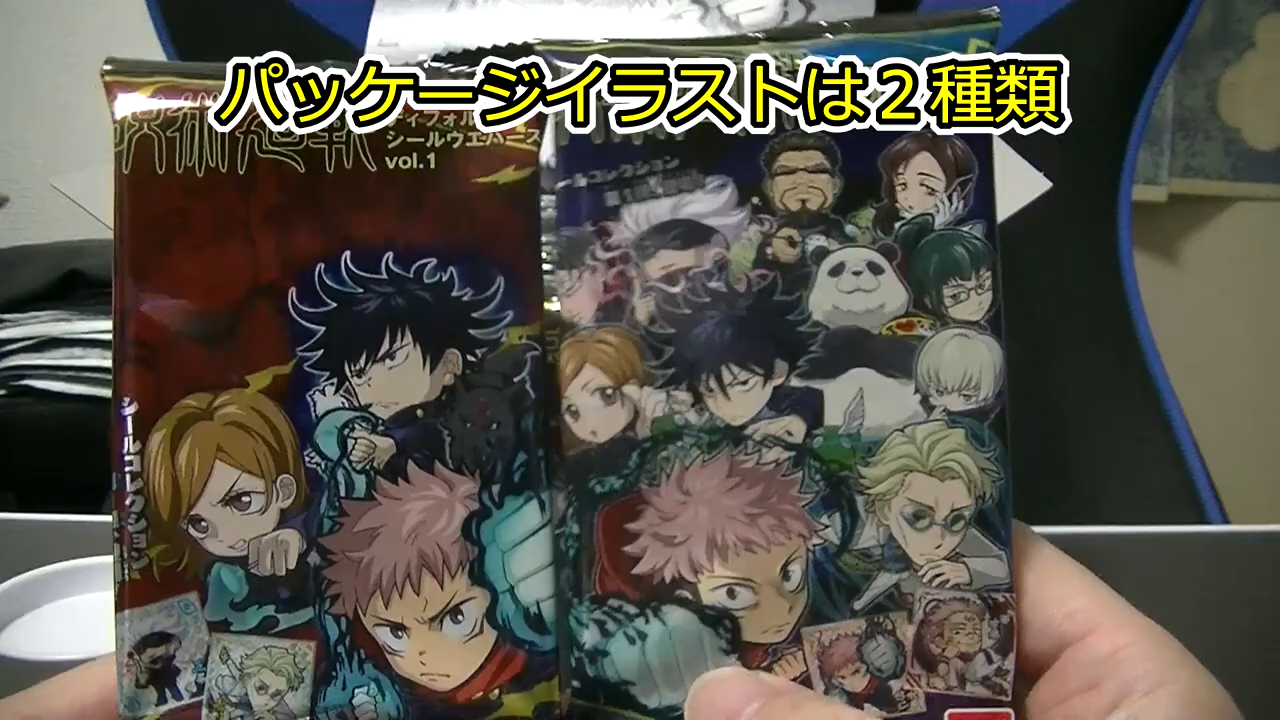 パッケージイラストは２種類
呪術廻戦
シールウエハース
vol.1
シールコレクション
シールコレクション